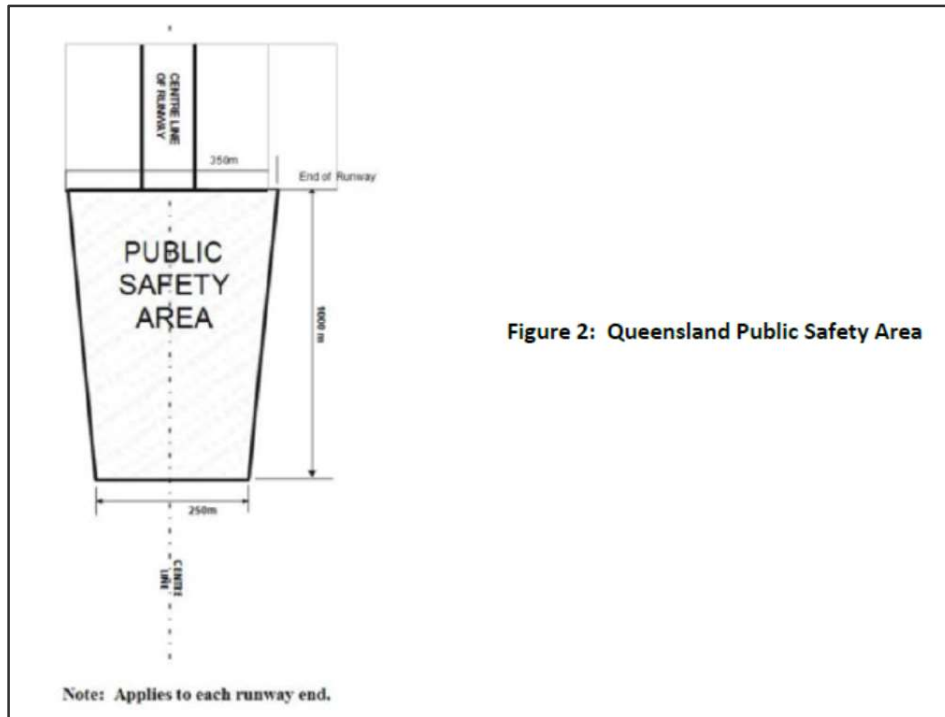 CENTRE LINE
OF RUNWAY
350m
End of Runway
PUBLIC
SAFETY
AREA
1000 m
Figure 2: Queensland Public Safety Area
250m
CENTRE
LINE
Note: Applies to each runway end.